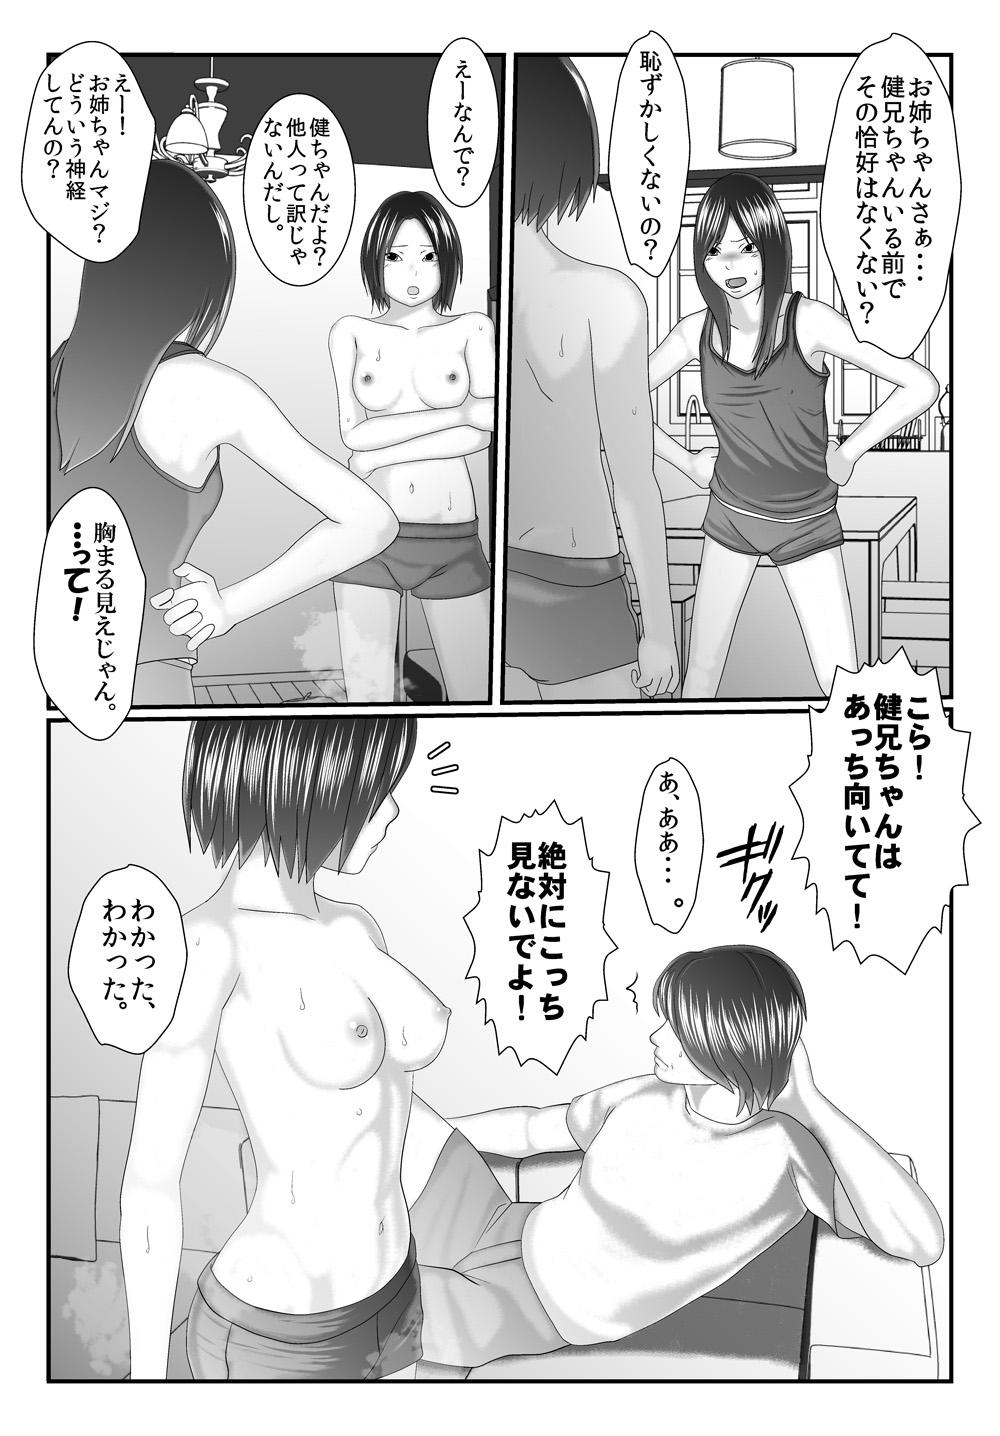 お姉ちゃんさぁ・・・
健兄ちゃんいる前で
その恰好はなくない？
恥ずかしくないの？
えーなんで？
健ちゃんだよ？
他人って訳じゃ
ないんだし。
えー！
お姉ちゃんマジ？
どういう神経
してんの？
胸まる見えじゃん。
…って！
こら！
健兄ちゃんは
あっち向いてて！
ギクッ
あ、ああ…。
絶対にこっち
見ないでよ！
わかった、
わかった。